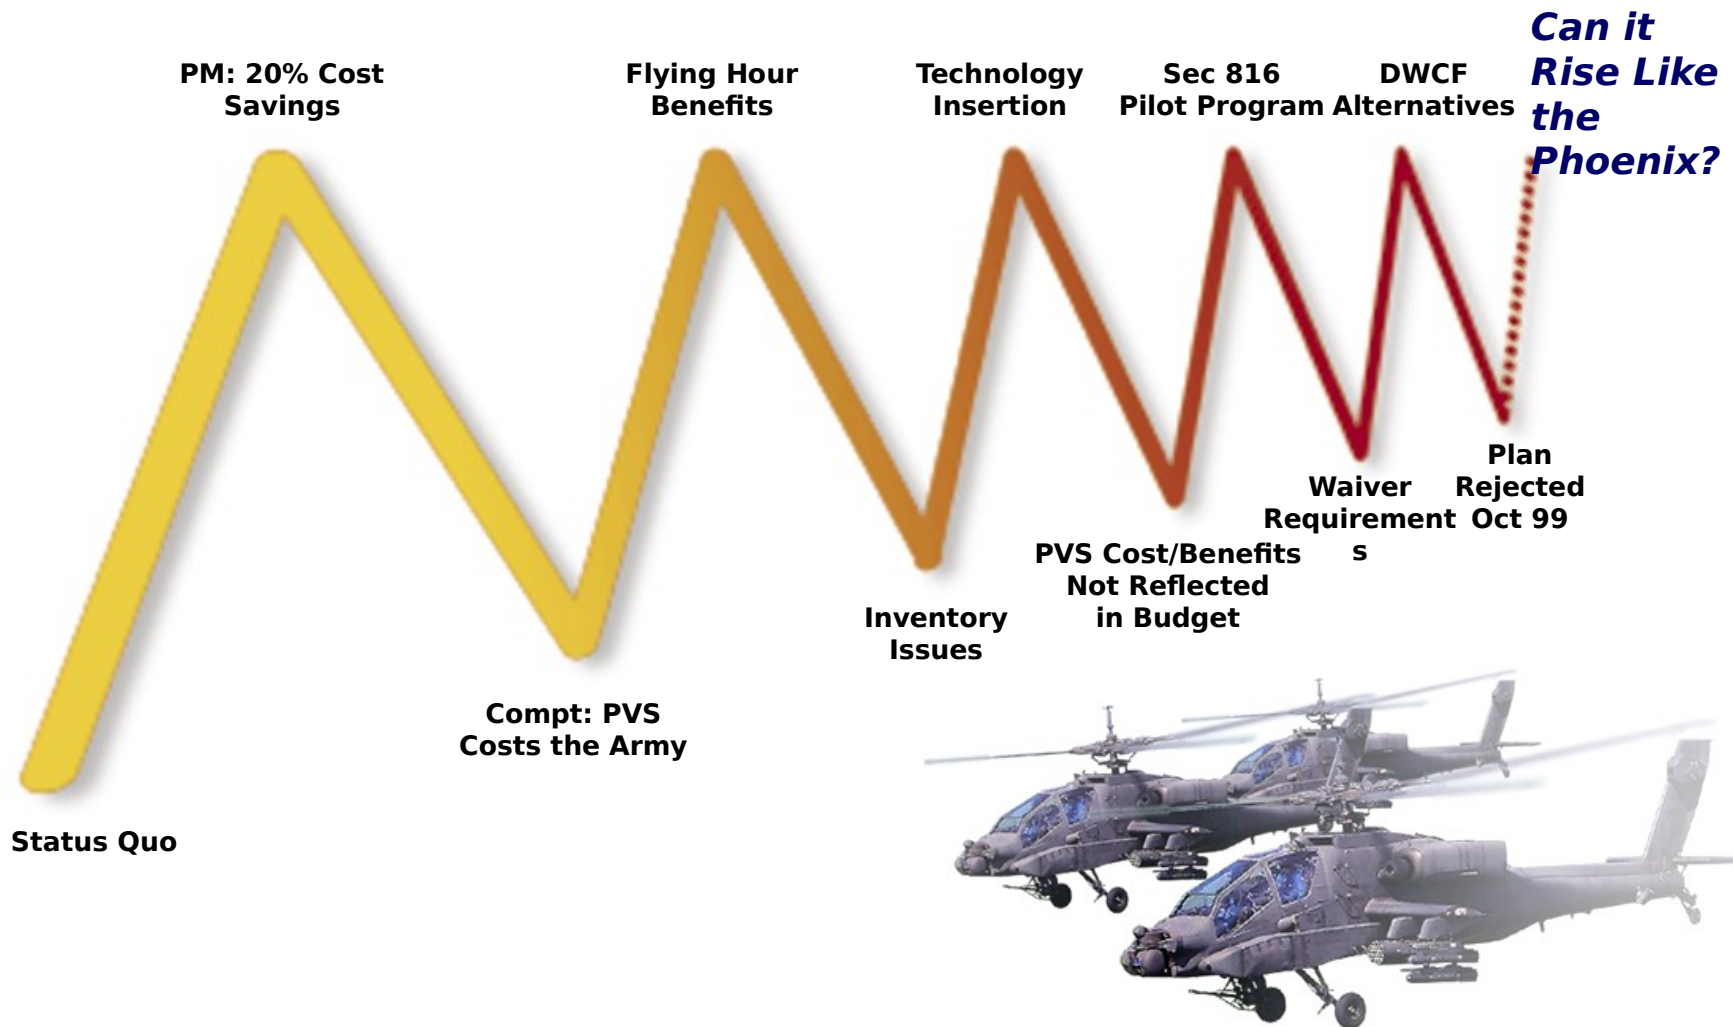 PM: 20% Cost
Savings
Flying Hour
Benefits
Technology
Insertion
Sec 816
Pilot Program
DWCF
Alternatives
Can it
Rise Like
the
Phoenix?
Status Quo
Compt: PVS
Costs the Army
Inventory
Issues
PVS Cost/Benefits
Not Reflected
in Budget
Waiver
Requirement
s
Plan
Rejected
Oct 99